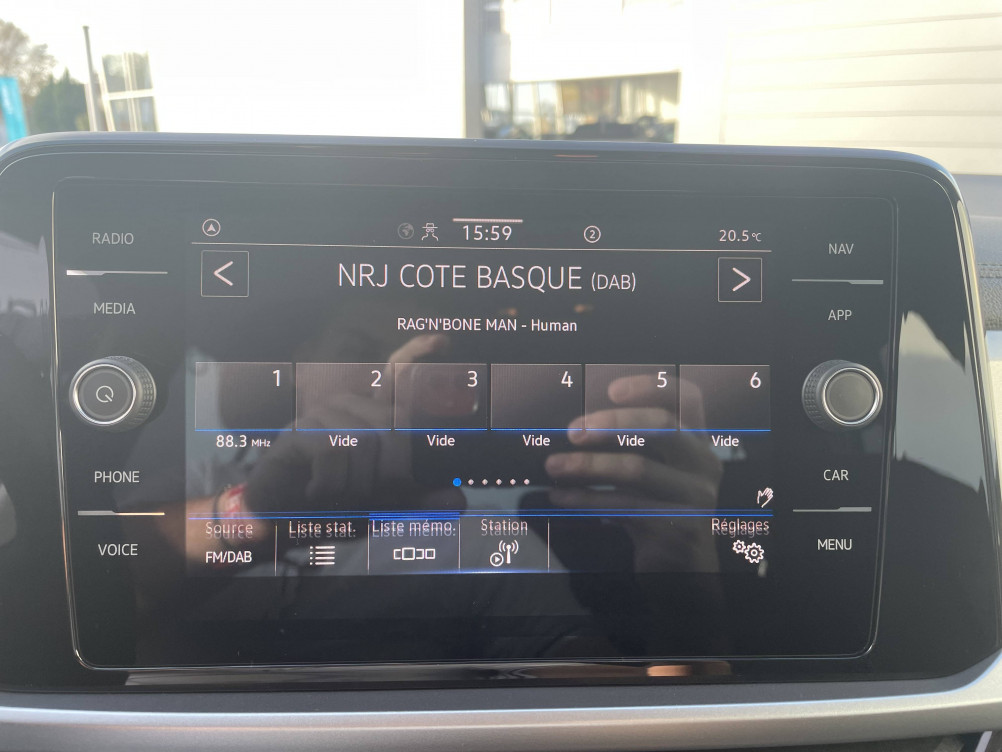 RADIO
MEDIA
PHONE
VOICE
15:59
2
20.5 °C
NRJ COTE BASQUE (DAB)
RAG'N'BONE MAN - Human
1 2 3 4 5 6
88.3 MHz Vide Vide Vide Vide Vide
Source Liste stat. Liste mémo. Station Réglages
FM/DAB
NAV
APP
CAR
MENU